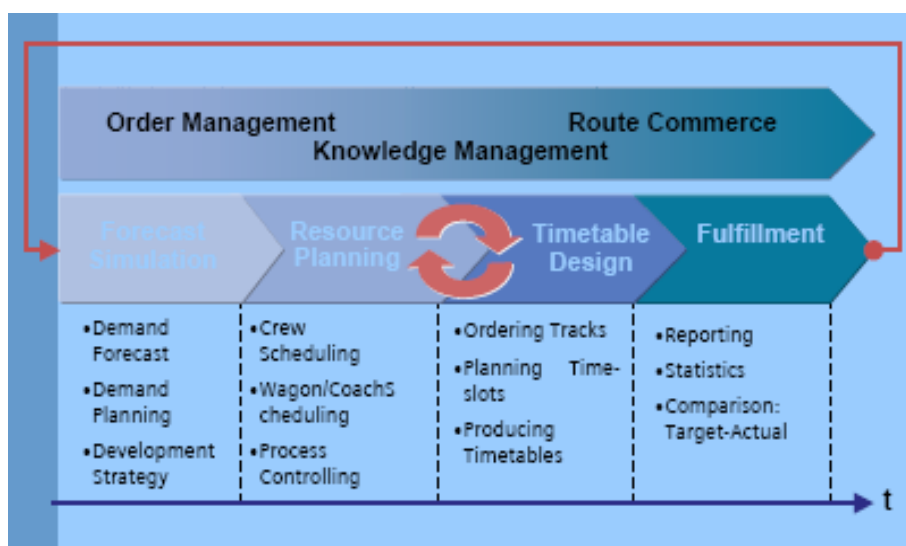 Order Management
Route Commerce
Knowledge Management
Forecast
Simulation
Resource
Planning
Timetable
Design
Fulfillment
•Demand
Forecast
•Demand
Planning
•Development
Strategy
•Crew
Scheduling
•Wagon/CoachS
cheduling
•Process
Controlling
•Ordering Tracks
•Planning Time-
slots
•Producing
Timetables
•Reporting
•Statistics
•Comparison:
Target-Actual
t